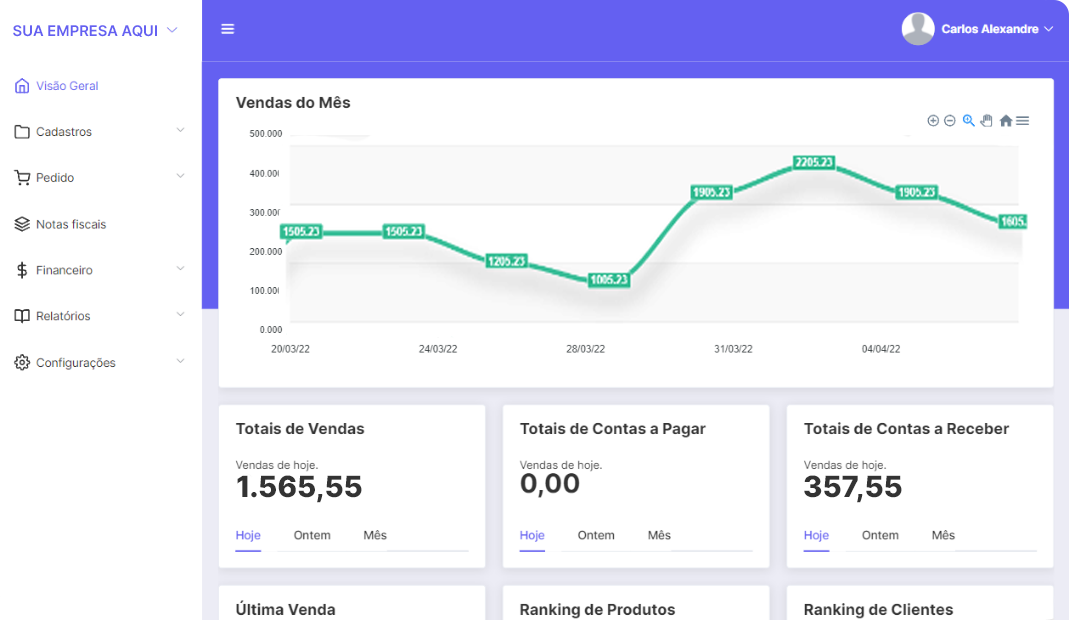 SUA EMPRESA AQUI
Carlos Alexandre
Visão Geral
Cadastros
Pedido
Notas fiscais
Financeiro
Relatórios
Configurações
Vendas do Mês
500.000
400.000
300.000
200.000
100.000
0.000
1505.23
1505.23
1205.23
1005.23
1905.23
2205.23
1905.23
1605.
20/03/22
24/03/22
28/03/22
31/03/22
04/04/22
Totais de Vendas
Vendas de hoje.
1.565,55
Hoje Ontem Mês
Totais de Contas a Pagar
Vendas de hoje.
0,00
Hoje Ontem Mês
Totais de Contas a Receber
Vendas de hoje.
357,55
Hoje Ontem Mês
Última Venda
Ranking de Produtos
Ranking de Clientes